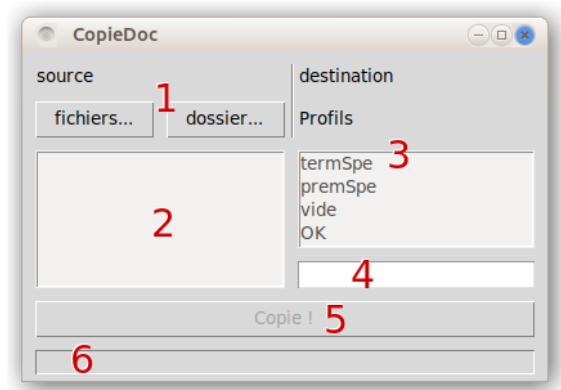 CopieDoc
source
destination
1
fichiers...
dossier...
Profils
3
termSpe
premSpe
2
vide
OK
4
Copie !
5
6